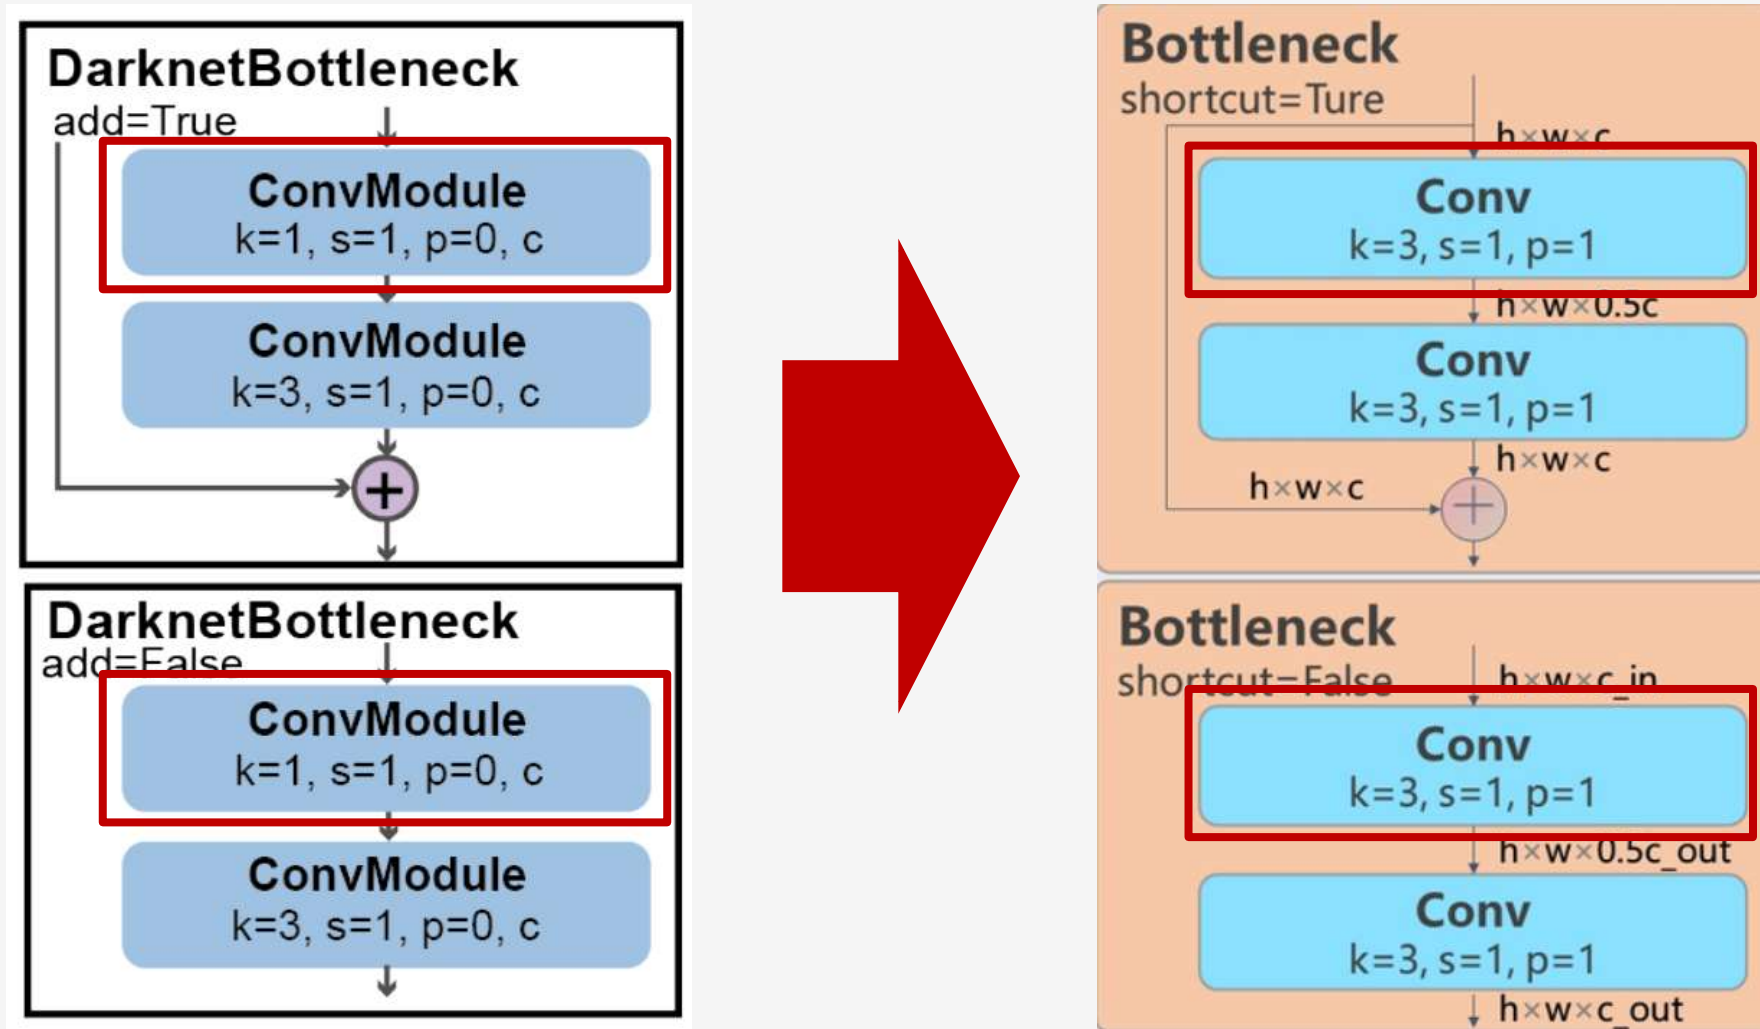 DarknetBottleneck
add=True
ConvModule
k=1, s=1, p=0, c
ConvModule
k=3, s=1, p=0, c
+
DarknetBottleneck
add=False
ConvModule
k=1, s=1, p=0, c
ConvModule
k=3, s=1, p=0, c
Bottleneck
shortcut=Ture
h×w×c
Conv
k=3, s=1, p=1
h×w×0.5c
Conv
k=3, s=1, p=1
h×w×c
h×w×c
+
Bottleneck
shortcut=False
h×w×c_in
Conv
k=3, s=1, p=1
h×w×0.5c_out
Conv
k=3, s=1, p=1
h×w×c_out